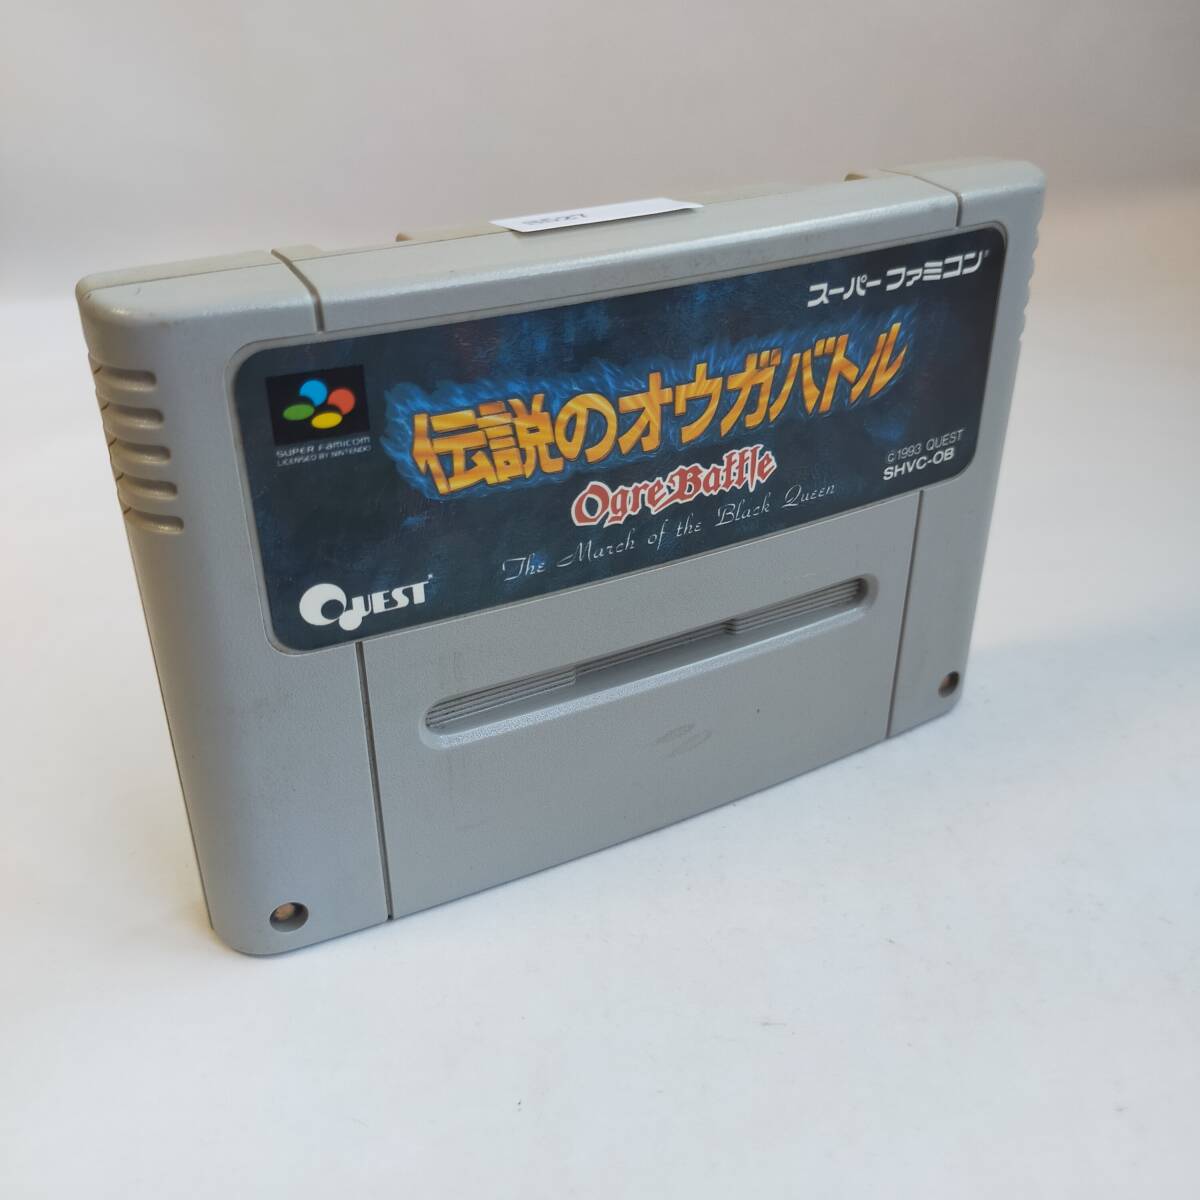 スーパーファミコン®
SUPER FAMICOM
LICENSED BY NINTENDO
伝説のオウガバトル
Ogre Battle
The March of the Black Queen
©1993 QUEST
SHVC-OB
QUEST